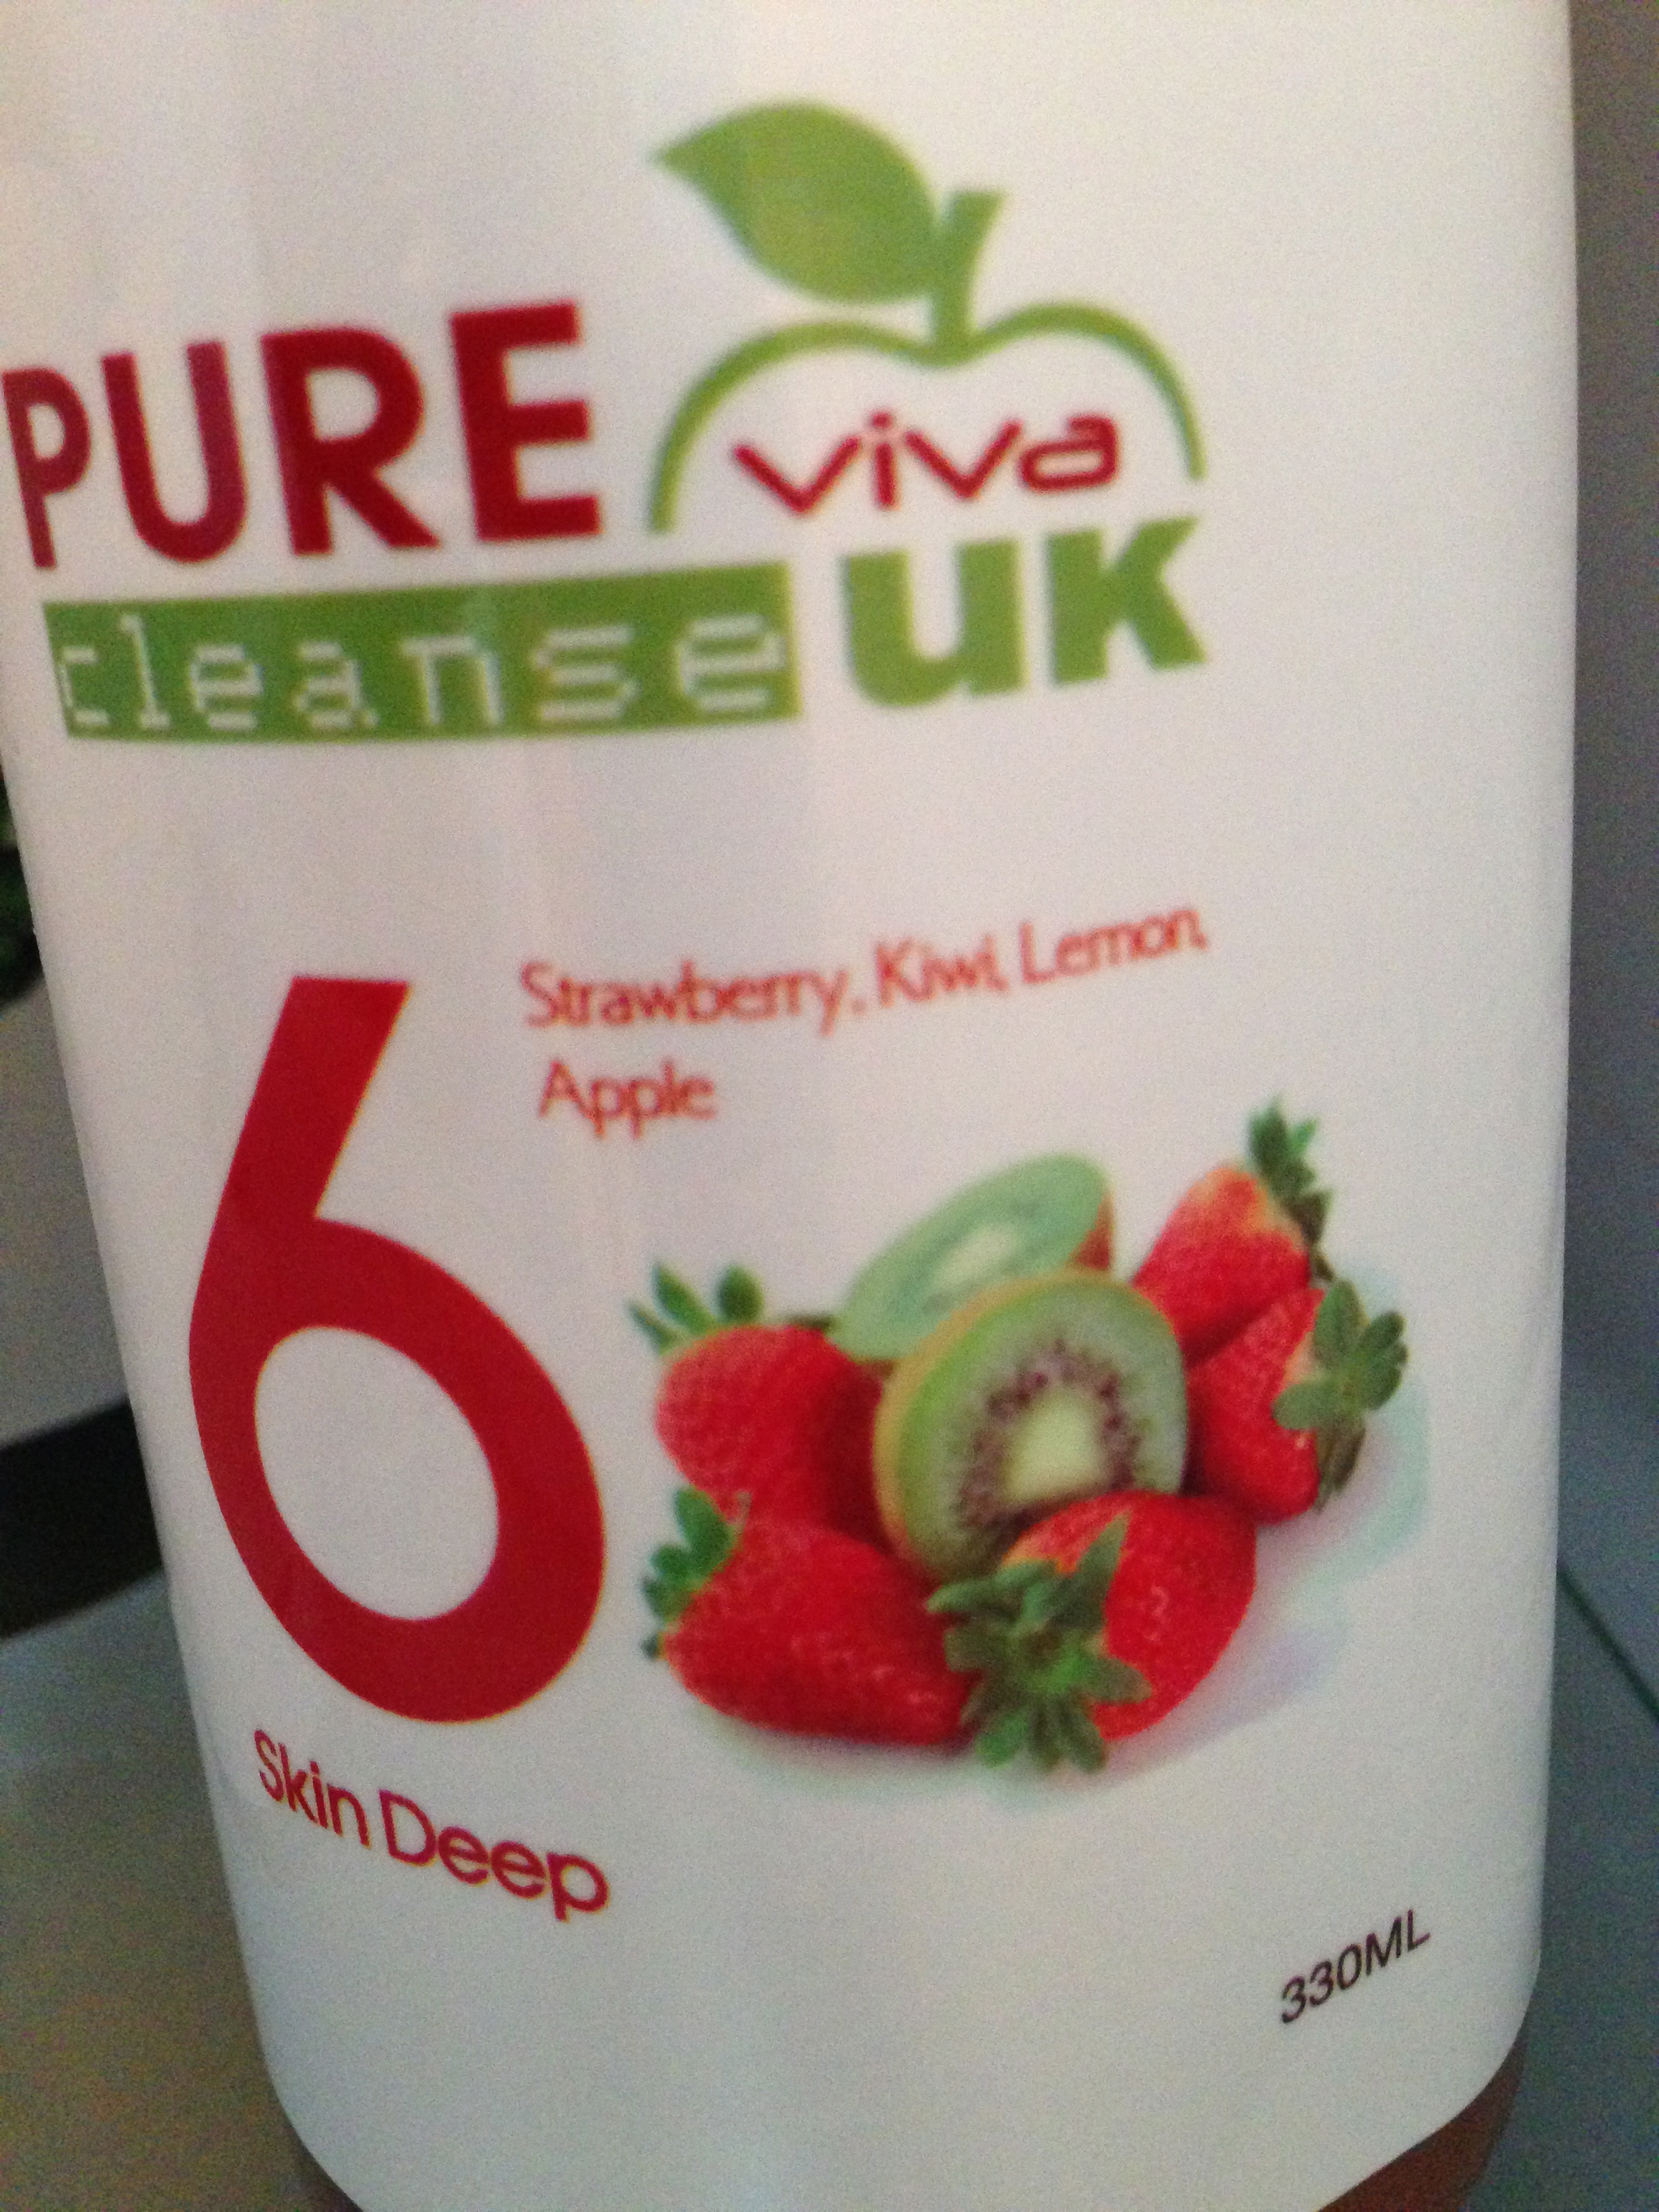 PURE viva
cleanse UK
6
Strawberry, Kiwi, Lemon,
Apple
Skin Deep
330ML